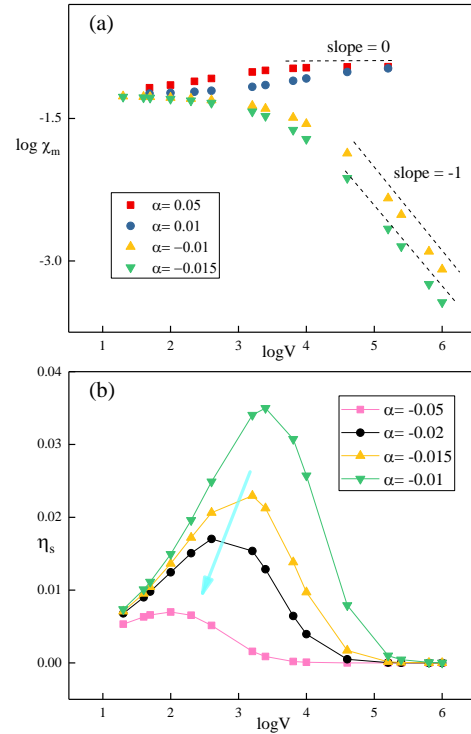 (a)
slope = 0
-1.5
log χm
slope = -1
α= 0.05
α= 0.01
α= −0.01
α= −0.015
-3.0
1 2 3 4 5 6
logV
0.04
(b)
α= -0.05
α= -0.02
α= -0.015
α= -0.01
0.03
ηs
0.02
0.01
0.00
1 2 3 4 5 6
logV